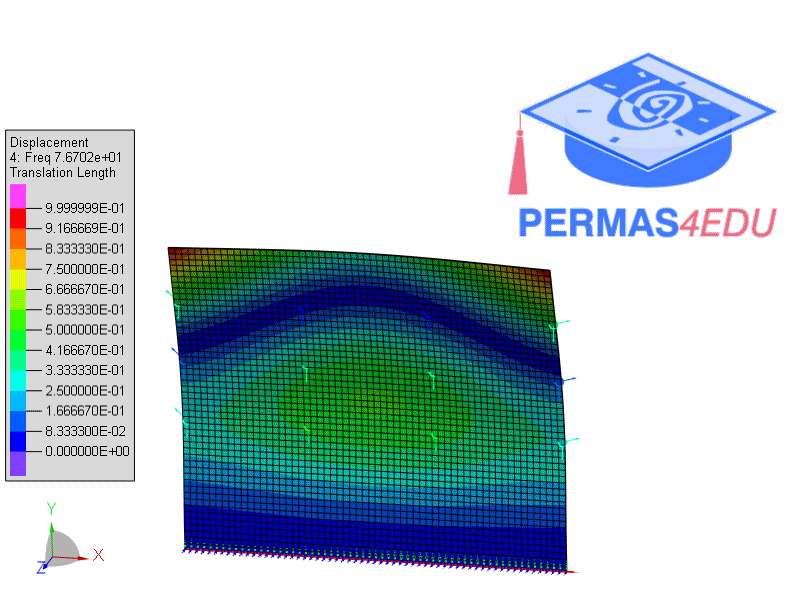 PERMAS4EDU
Displacement
4: Freq 7.6702e+01
Translation Length
9.999999E-01
9.166669E-01
8.333330E-01
7.500000E-01
6.666670E-01
5.833330E-01
5.000000E-01
4.166670E-01
3.333330E-01
2.500000E-01
1.666670E-01
8.333300E-02
0.000000E+00
Y
X
Z